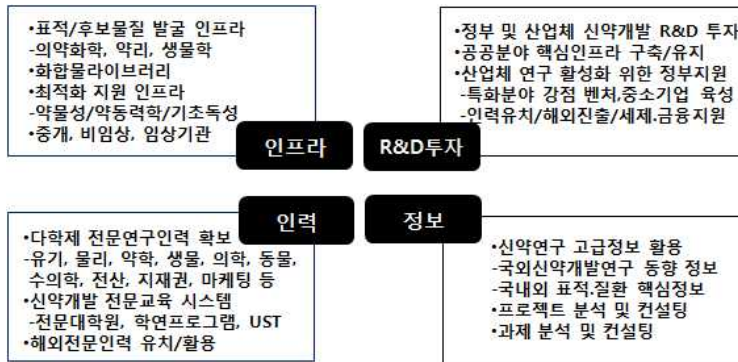 •표적/후보물질 발굴 인프라
-의약화학, 약리, 생물학
•화합물라이브러리
•최적화 지원 인프라
-약물성/약동력학/기초독성
•중개, 비임상, 임상기관
인프라
•정부 및 산업체 신약개발 R&D 투자
•공공분야 핵심인프라 구축/유지
•산업체 연구 활성화 위한 정부지원
-특화분야 강점 벤처,중소기업 육성
-인력유치/해외진출/세제.금융지원
R&D투자
인력
•다학제 전문연구인력 확보
-유기, 물리, 약학, 생물, 의학, 동물,
수의학, 전산, 지재권, 마케팅 등
•신약개발 전문교육 시스템
-전문대학원, 학연프로그램, UST
•해외전문인력 유치/활용
정보
•신약연구 고급정보 활용
-국외신약개발연구 동향 정보
-국내외 표적.질환 핵심정보
•프로젝트 분석 및 컨설팅
•과제 분석 및 컨설팅